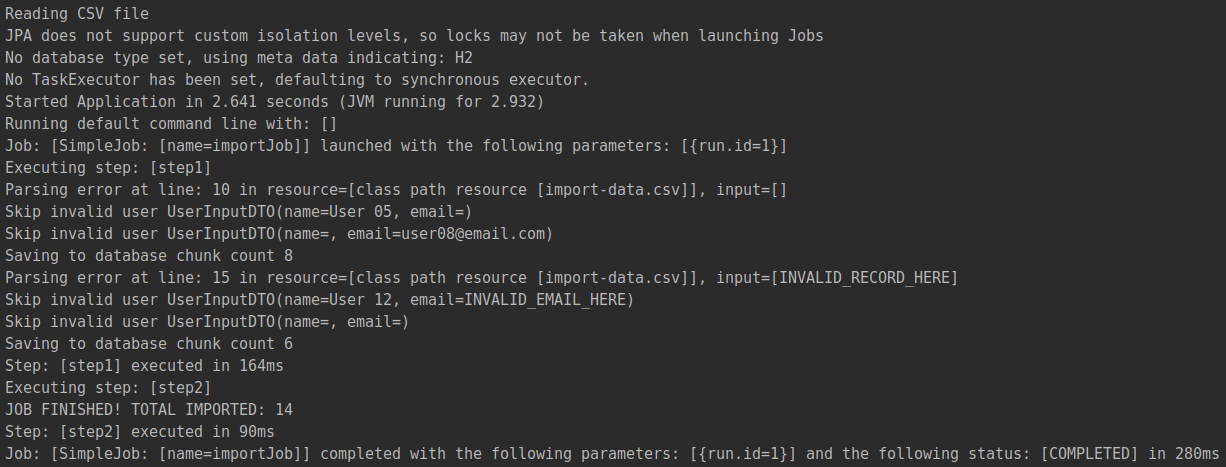 Reading CSV file
JPA does not support custom isolation levels, so locks may not be taken when launching Jobs
No database type set, using meta data indicating: H2
No TaskExecutor has been set, defaulting to synchronous executor.
Started Application in 2.641 seconds (JVM running for 2.932)
Running default command line with: []
Job: [SimpleJob: [name=importJob]] launched with the following parameters: [{run.id=1}]
Executing step: [step1]
Parsing error at line: 10 in resource=[class path resource [import-data.csv]], input=[]
Skip invalid user UserInputDTO(name=User 05, email=)
Skip invalid user UserInputDTO(name=, email=user08@email.com)
Saving to database chunk count 8
Parsing error at line: 15 in resource=[class path resource [import-data.csv]], input=[INVALID_RECORD_HERE]
Skip invalid user UserInputDTO(name=User 12, email=INVALID_EMAIL_HERE)
Skip invalid user UserInputDTO(name=, email=)
Saving to database chunk count 6
Step: [step1] executed in 164ms
Executing step: [step2]
JOB FINISHED! TOTAL IMPORTED: 14
Step: [step2] executed in 90ms
Job: [SimpleJob: [name=importJob]] completed with the following parameters: [{run.id=1}] and the following status: [COMPLETED] in 280ms